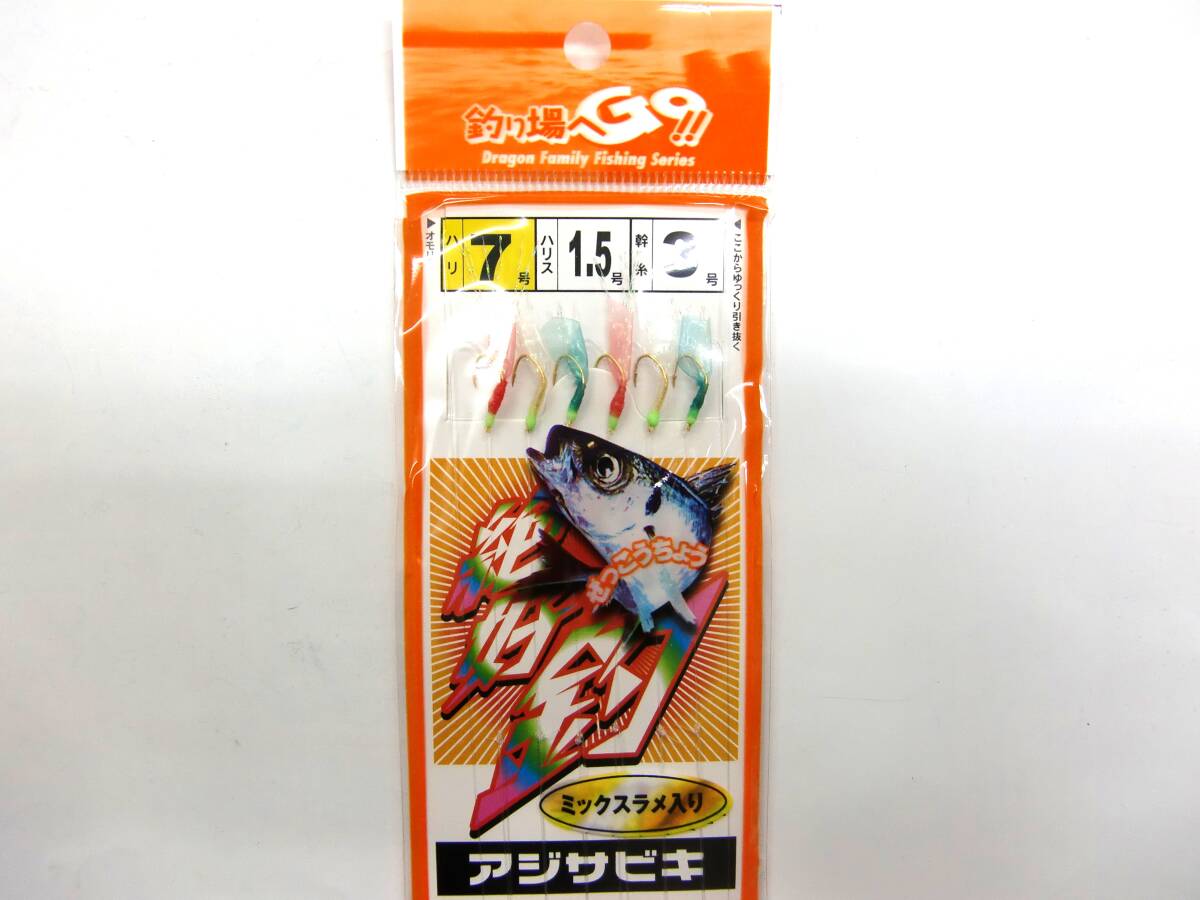 釣り場へGO!!
Dragon Family Fishing Series
ハリ 7号
ハリス 1.5号
幹糸 3号
オモリ
ここからゆっくり引き抜く
ぜっこうちょう
絶好釣
ミックスラメ入り
アジサビキ